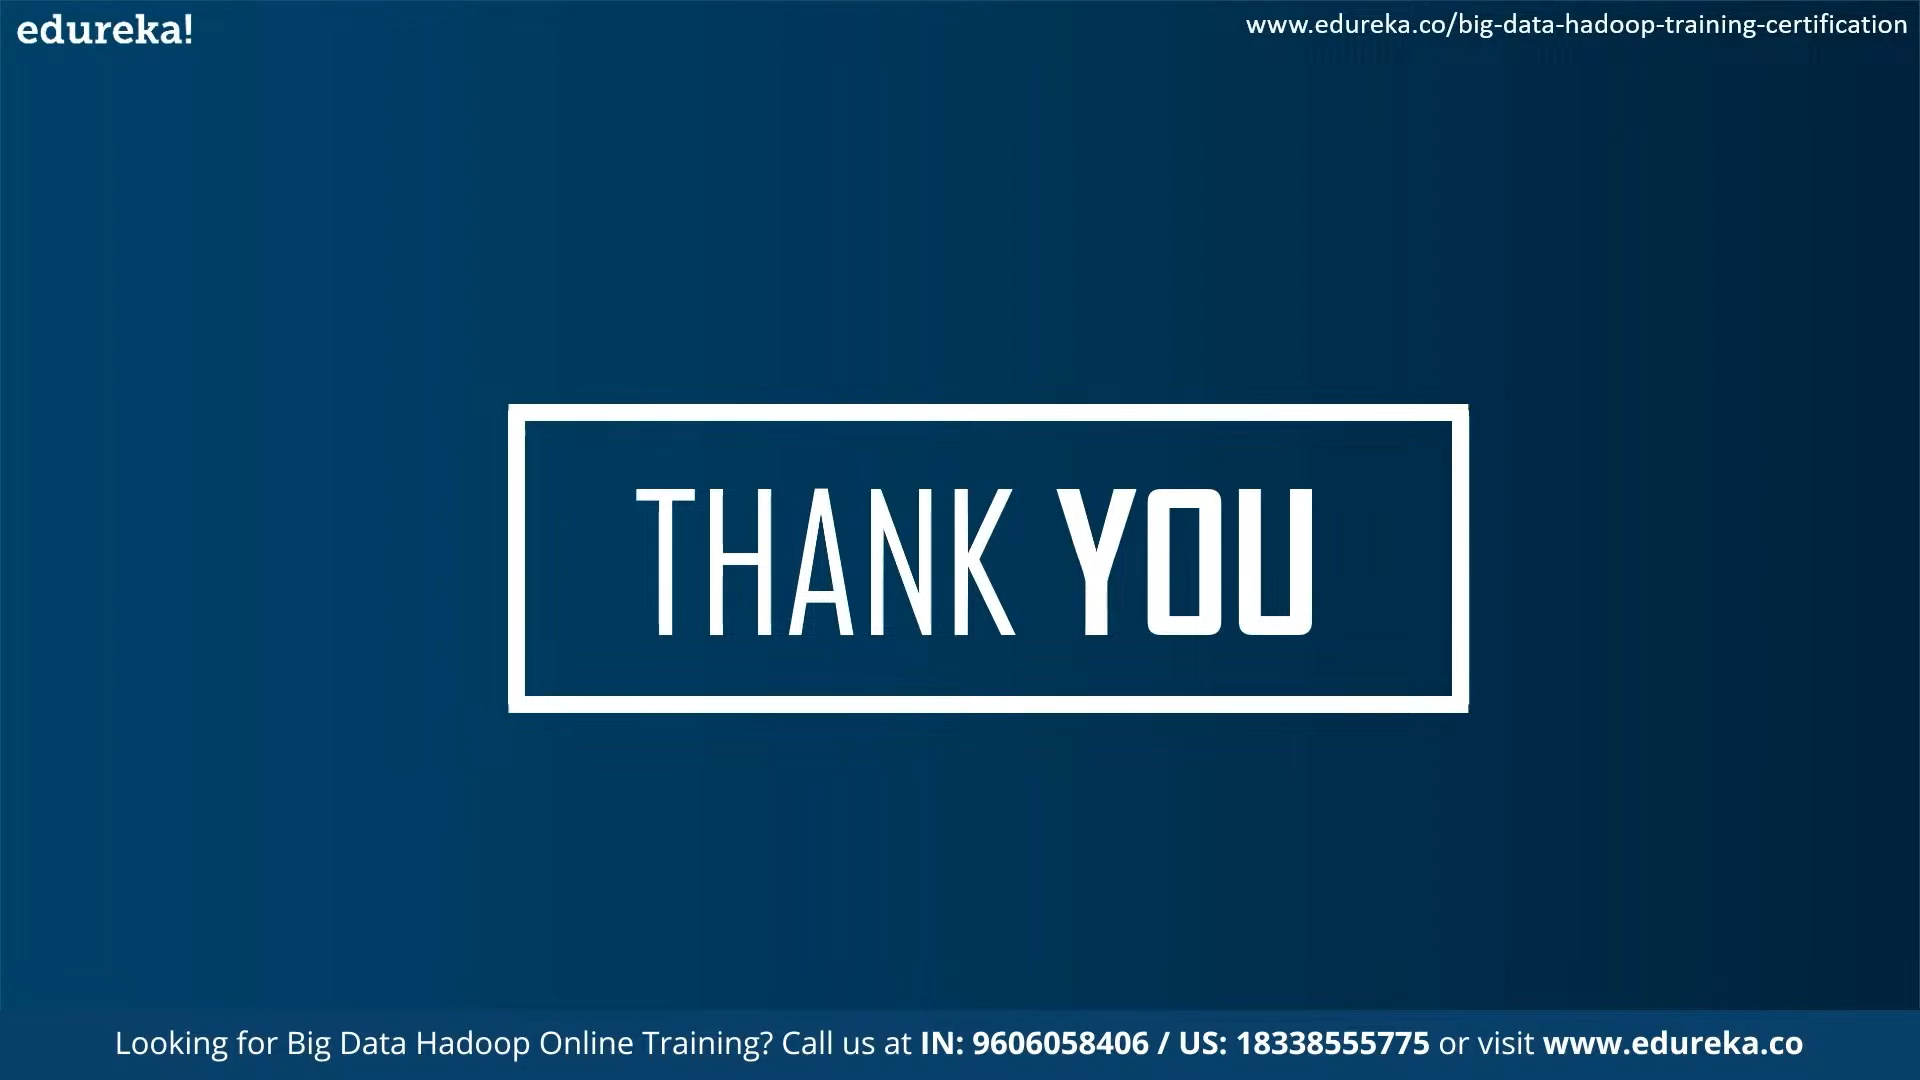 edureka!
www.edureka.co/big-data-hadoop-training-certification
THANK YOU
Looking for Big Data Hadoop Online Training? Call us at IN: 9606058406 / US: 18338555775 or visit www.edureka.co